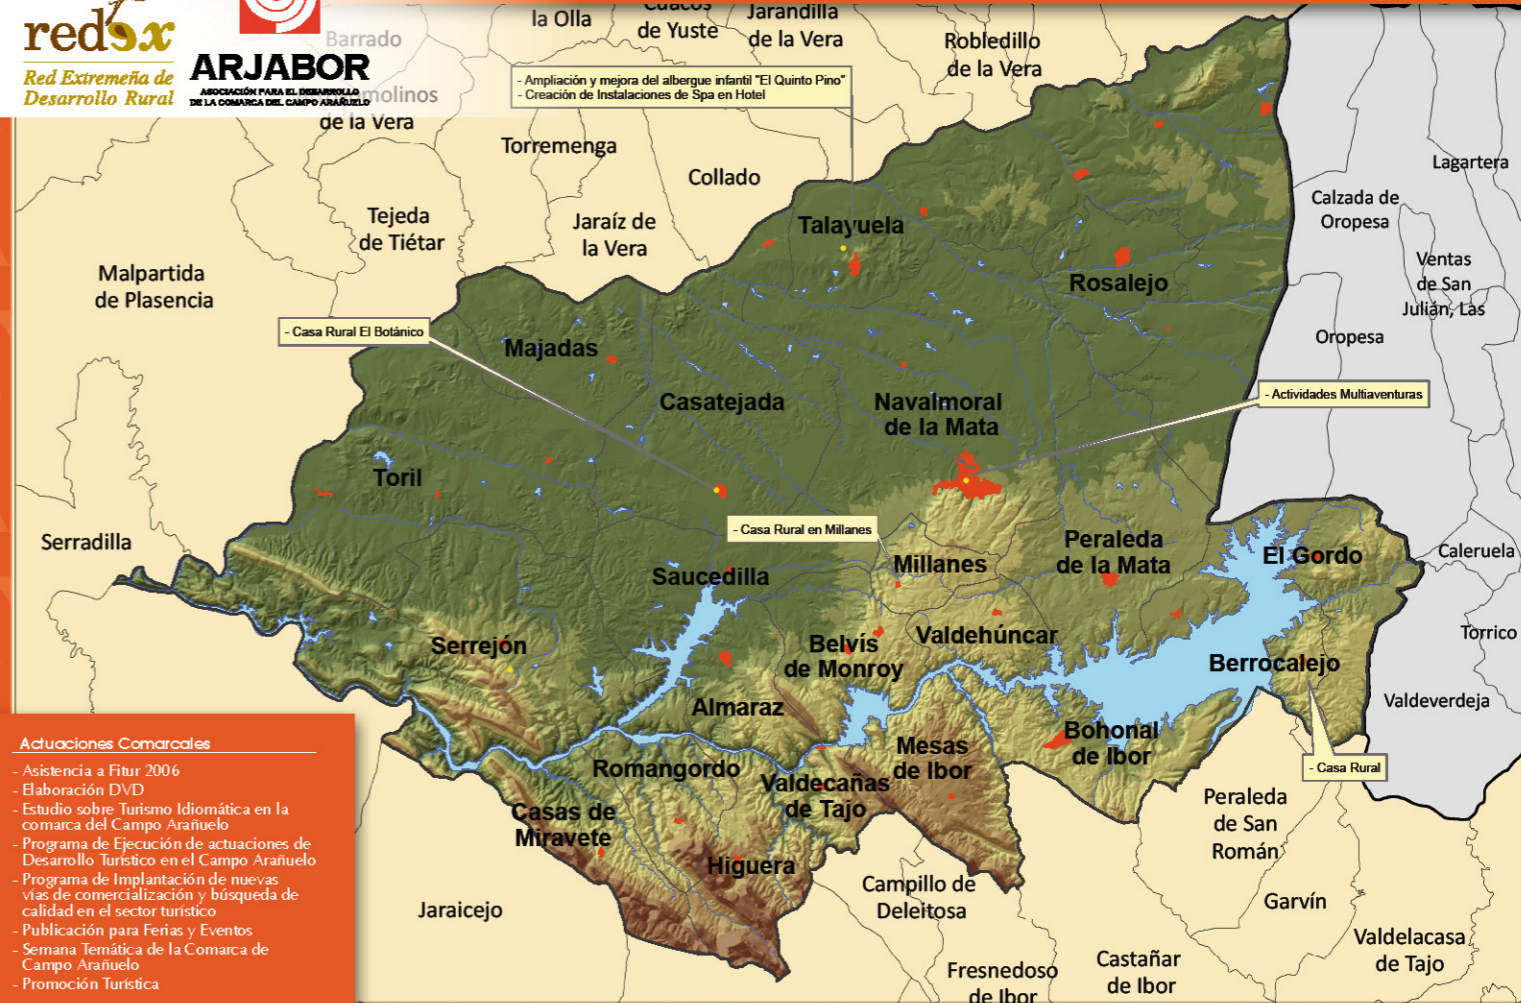 redex
Red Extremeña de
Desarrollo Rural
ARJABOR
ASOCIACIÓN PARA EL DESARROLLO
DE LA COMARCA DEL CAMPO ARAÑUELO
Barrado
de la Vera
la Olla
Cuacos
de Yuste
Jarandilla
de la Vera
Robledillo
de la Vera
- Ampliación y mejora del albergue infantil "El Quinto Pino"
- Creación de Instalaciones de Spa en Hotel
Torremenga
Collado
Tejeda
de Tiétar
Jaraíz de
la Vera
Malpartida
de Plasencia
Talayuela
Rosalejo
Lagartera
Calzada de
Oropesa
Ventas
de San
Julián, Las
Oropesa
- Casa Rural El Botánico
Majadas
Casatejada
Navalmoral
de la Mata
- Actividades Multiaventuras
Toril
Serradilla
- Casa Rural en Millanes
Millanes
Peraleda
de la Mata
El Gordo
Caleruela
Saucedilla
Serrejón
Belvís
de Monroy
Valdehúncar
Berrocalejo
Torrico
Valdeverdeja
Almaraz
Mesas
de Ibor
Bohonal
de Ibor
- Casa Rural
Romangordo
Valdecañas
de Tajo
Casas de
Miravete
Higuera
Peraleda
de San
Román
Campillo de
Deleitosa
Garvín
Jaraicejo
Valdelacasa
de Tajo
Fresnedoso
de Ibor
Castañar
de Ibor
Actuaciones Comarcales
- Asistencia a Fitur 2006
- Elaboración DVD
- Estudio sobre Turismo Idiomática en la
comarca del Campo Arañuelo
- Programa de Ejecución de actuaciones de
Desarrollo Turístico en el Campo Arañuelo
- Programa de Implantación de nuevas
vías de comercialización y búsqueda de
calidad en el sector turístico
- Publicación para Ferias y Eventos
- Semana Temática de la Comarca de
Campo Arañuelo
- Promoción Turística